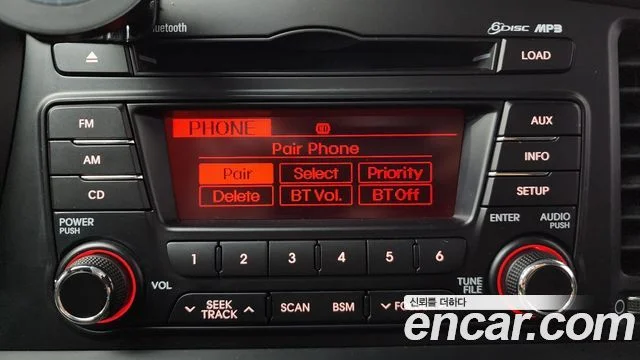 Bluetooth
6DISC MP3
LOAD
FM
AM
CD
PHONE
CD
Pair Phone
Pair Select Priority
Delete BT Vol. BT Off
AUX
INFO
SETUP
POWER
PUSH
ENTER
AUDIO
PUSH
1 2 3 4 5 6
VOL
TUNE
FILE
SEEK
TRACK
SCAN
BSM
신뢰를 더하다
encar.com